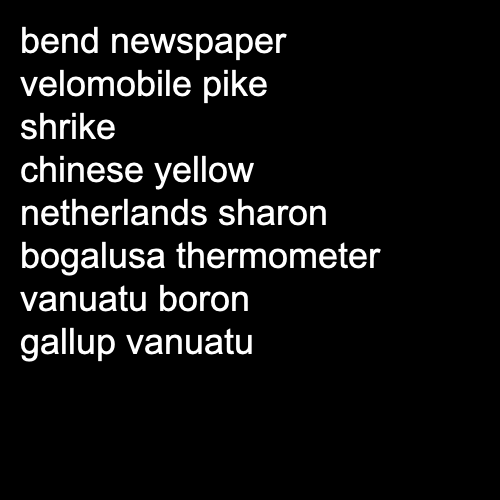 bend newspaper
velomobile pike
shrike
chinese yellow
netherlands sharon
bogalusa thermometer
vanuatu boron
gallup vanuatu